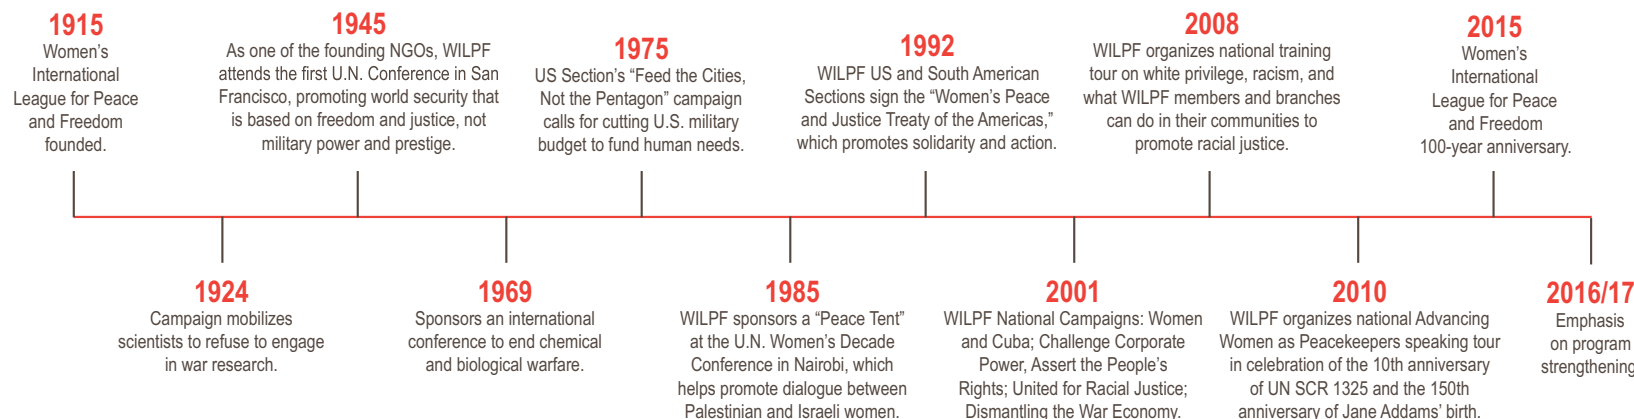 1915
Women's
International
League for Peace
and Freedom
founded.
1945
As one of the founding NGOs, WILPF
attends the first U.N. Conference in San
Francisco, promoting world security that
is based on freedom and justice, not
military power and prestige.
1975
US Section's “Feed the Cities,
Not the Pentagon” campaign
calls for cutting U.S. military
budget to fund human needs.
1992
WILPF US and South American
Sections sign the “Women's Peace
and Justice Treaty of the Americas,”
which promotes solidarity and action.
2008
WILPF organizes national training
tour on white privilege, racism, and
what WILPF members and branches
can do in their communities to
promote racial justice.
2015
Women's
International
League for Peace
and Freedom
100-year anniversary.
1924
Campaign mobilizes
scientists to refuse to engage
in war research.
1969
Sponsors an international
conference to end chemical
and biological warfare.
1985
WILPF sponsors a “Peace Tent”
at the U.N. Women's Decade
Conference in Nairobi, which
helps promote dialogue between
Palestinian and Israeli women.
2001
WILPF National Campaigns: Women
and Cuba; Challenge Corporate
Power, Assert the People's
Rights; United for Racial Justice;
Dismantling the War Economy.
2010
WILPF organizes national Advancing
Women as Peacekeepers speaking tour
in celebration of the 10th anniversary
of UN SCR 1325 and the 150th
anniversary of Jane Addams' birth.
2016/17
Emphasis
on program
strengthening